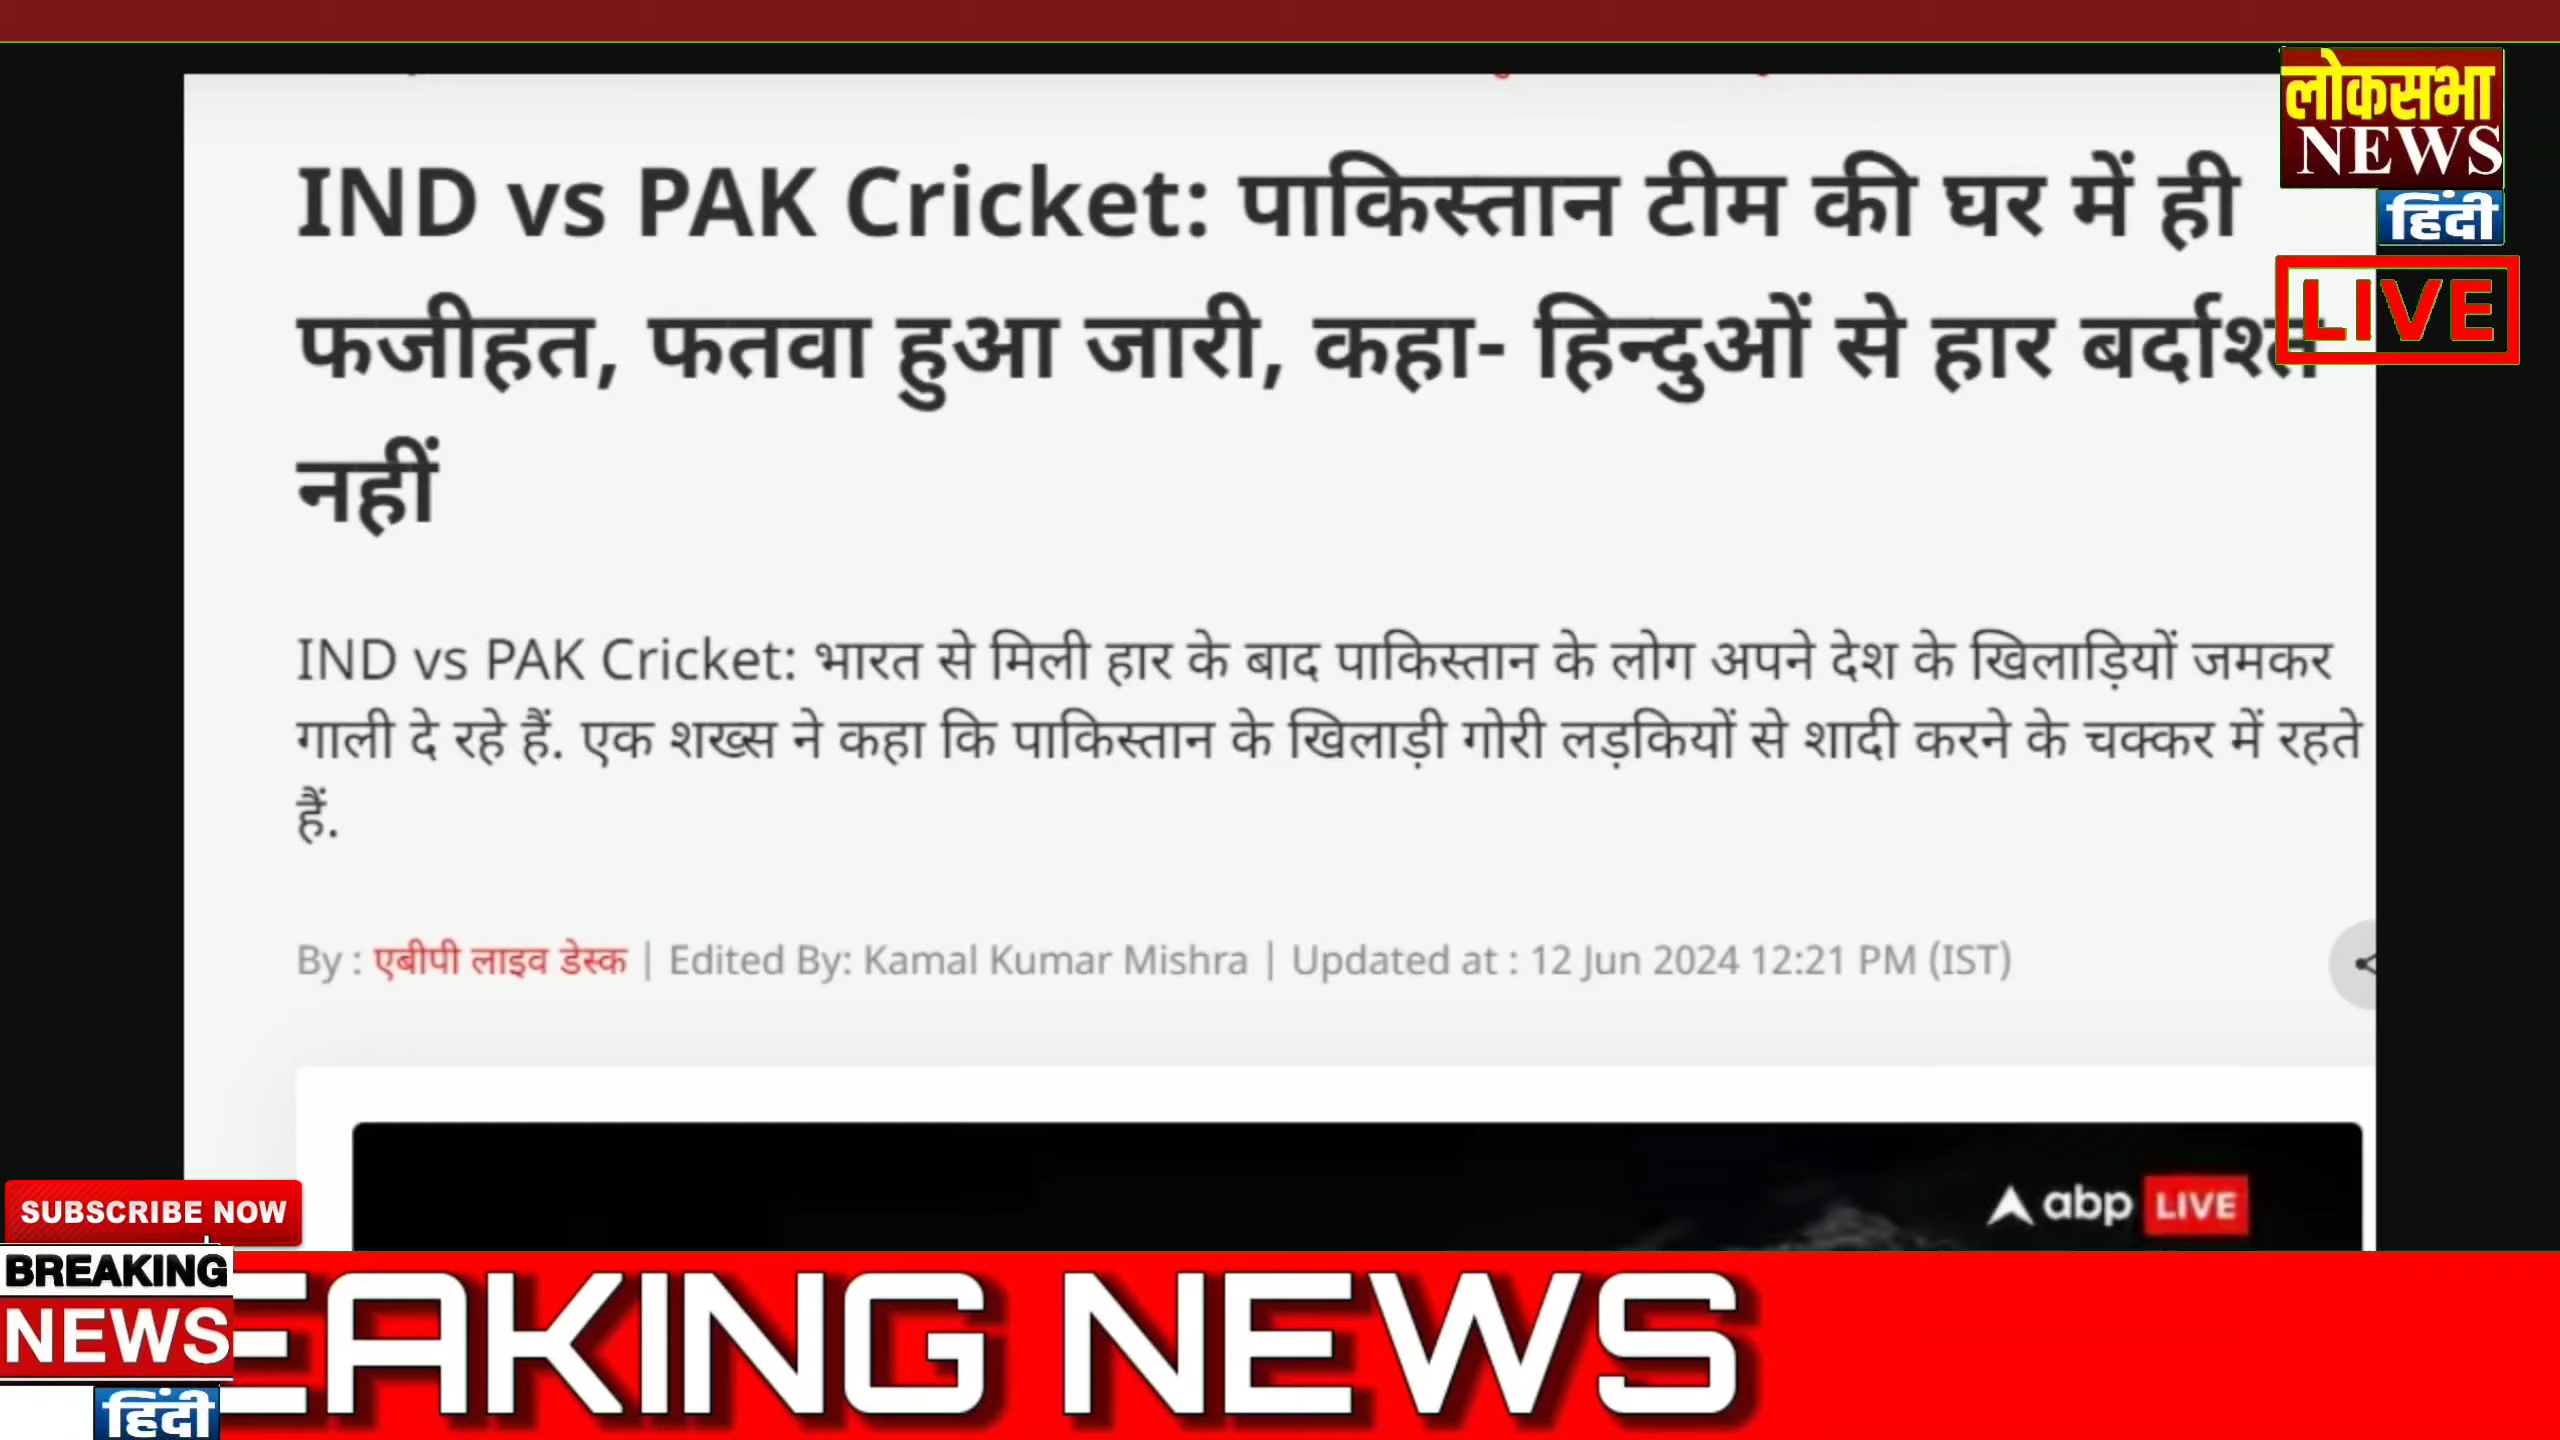 लोकसभा
NEWS
हिंदी
LIVE
IND vs PAK Cricket: पाकिस्तान टीम की घर में ही
फजीहत, फतवा हुआ जारी, कहा- हिन्दुओं से हार बर्दाश्त
नहीं
IND vs PAK Cricket: भारत से मिली हार के बाद पाकिस्तान के लोग अपने देश के खिलाड़ियों जमकर
गाली दे रहे हैं. एक शख्स ने कहा कि पाकिस्तान के खिलाड़ी गोरी लड़कियों से शादी करने के चक्कर में रहते
हैं.
By : एबीपी लाइव डेस्क | Edited By: Kamal Kumar Mishra | Updated at : 12 Jun 2024 12:21 PM (IST)
abp LIVE
SUBSCRIBE NOW
BREAKING
NEWS
हिंदी
EAKING NEWS